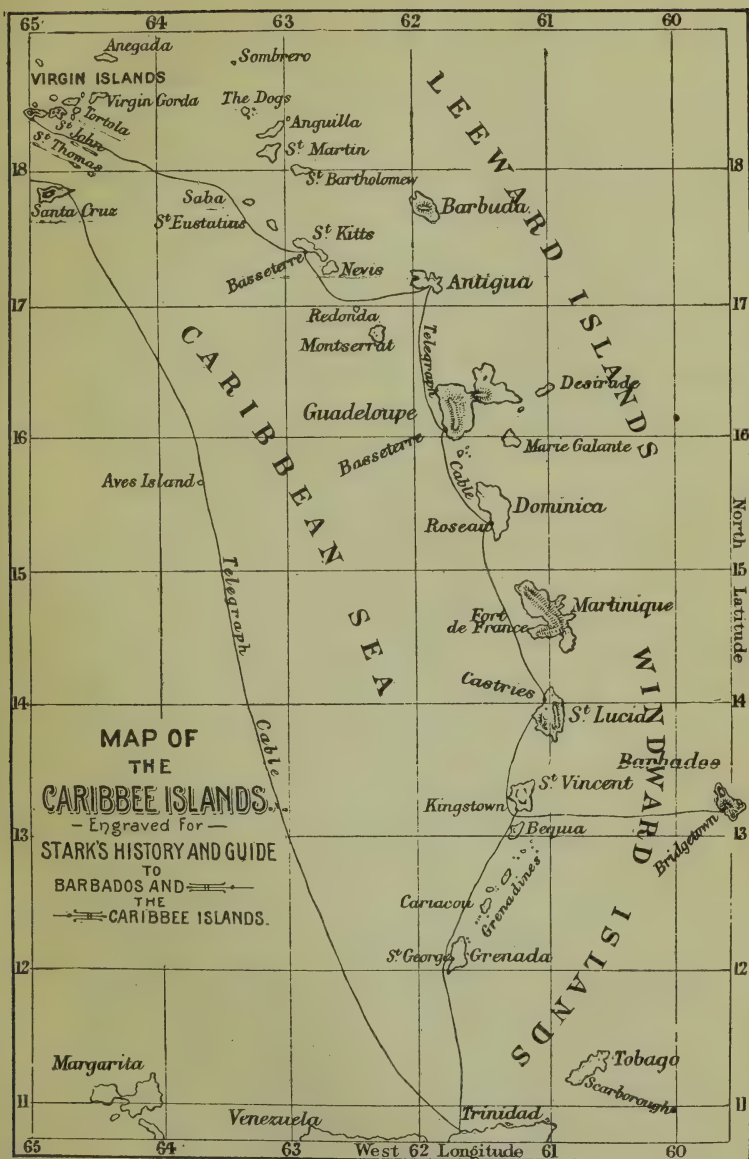 65 64 63 62 61 60
Anegada
Sombrero
VIRGIN ISLANDS
Virgin Gorda
The Dogs
Tortola
St John
St Thomas
Anguilla
St Martin
St Bartholomew
LEEWARD ISLANDS
18 18
Santa Cruz
Saba
St Eustatius
Barbuda
St Kitts
Basseterre
Nevis
Antigua
17 17
Redonda
Montserrat
Telegraph
Desirade
Guadeloupe
CARIBBEAN SEA
16 16
Basseterre
Marie Galante
Cable
Aves Island
Dominica
Roseau
North Latitude
15 15
Telegraph
Martinique
Fort
de France
WINDWARD ISLANDS
Castries
14 14
St Lucia
Cable
MAP OF
THE
CARIBBEE ISLANDS.
- Engraved for -
STARK'S HISTORY AND GUIDE
TO
BARBADOS AND
THE
CARIBBEE ISLANDS.
Barbados
St Vincent
Kingstown
Bridgetown
13 13
Bequia
Cariacou
Grenadines
St George
Grenada
12 12
Margarita
Tobago
Scarborough
11 11
Venezuela
Trinidad
65 64 63 West 62 Longitude 61 60